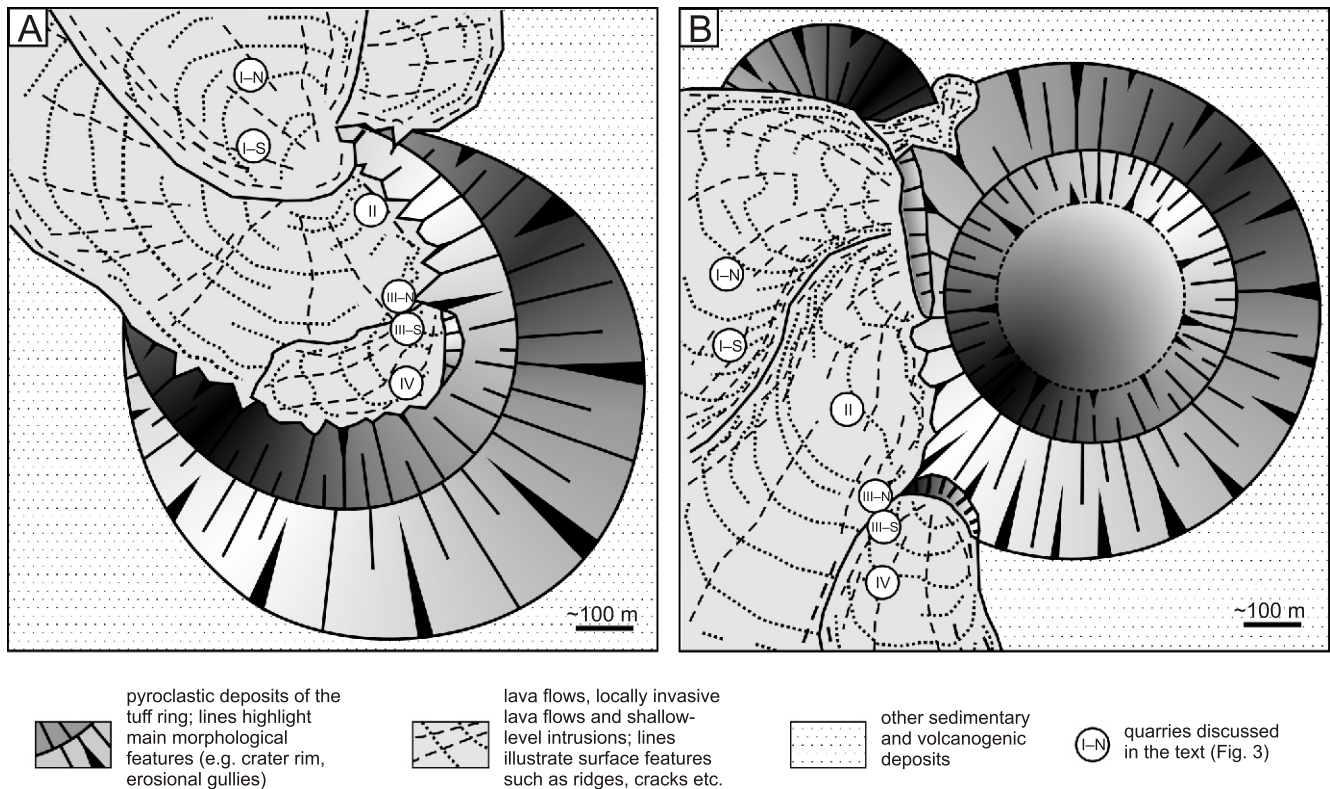 A
I–N
I–S
II
III–N
III–S
IV
~100 m
B
I–N
I–S
II
III–N
III–S
IV
~100 m
pyroclastic deposits of the
tuff ring; lines highlight
main morphological
features (e.g. crater rim,
erosional gullies)
lava flows, locally invasive
lava flows and shallow-
level intrusions; lines
illustrate surface features
such as ridges, cracks etc.
other sedimentary
and volcanogenic
deposits
I–N
quarries discussed
in the text (Fig. 3)